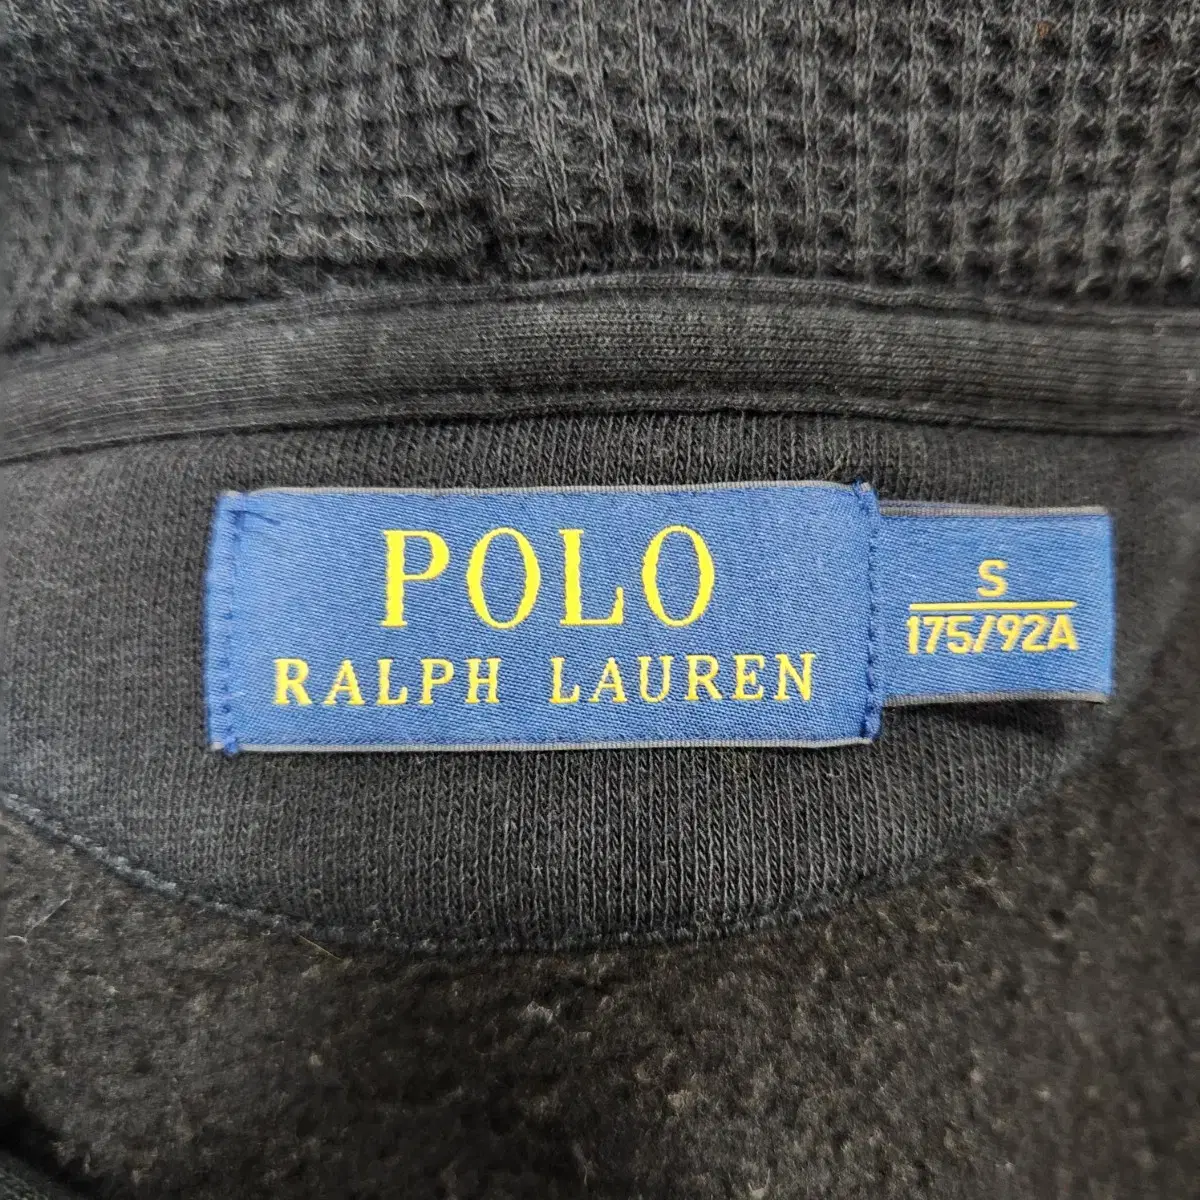 POLO
RALPH LAUREN
S
175/92A